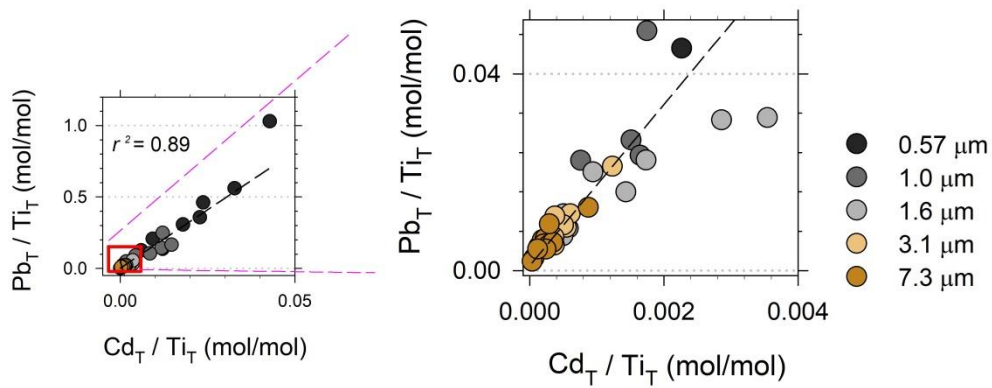 Pb_T / Ti_T (mol/mol)
1.0
0.5
0.0
r² = 0.89
0.00
0.05
Cd_T / Ti_T (mol/mol)
Pb_T / Ti_T (mol/mol)
0.04
0.00
0.000
0.002
0.004
Cd_T / Ti_T (mol/mol)
0.57 µm
1.0 µm
1.6 µm
3.1 µm
7.3 µm